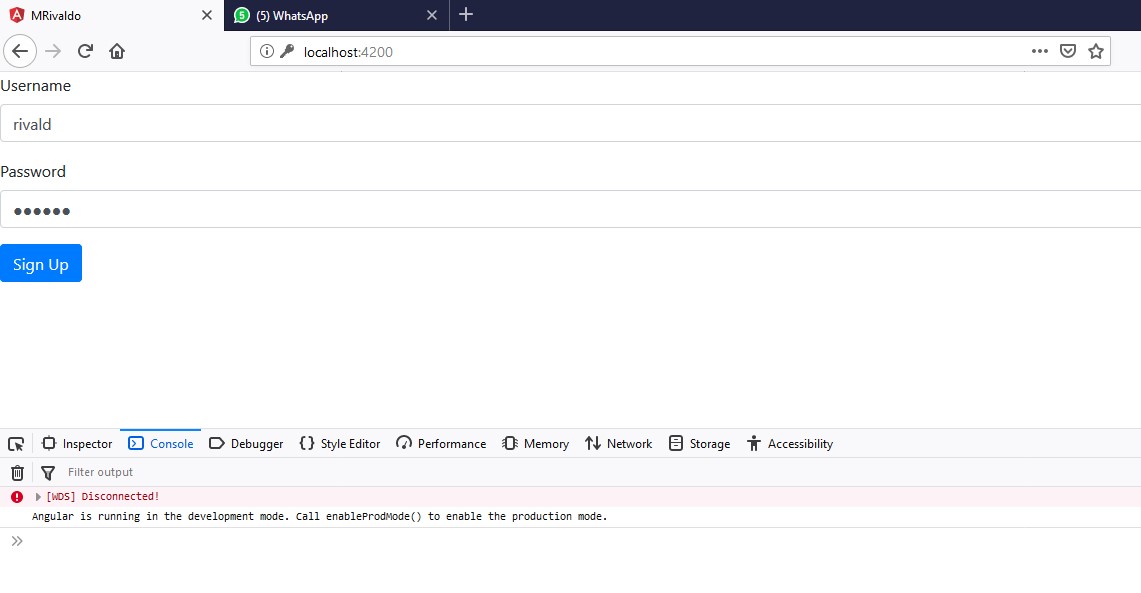 MRivaldo
5 (5) WhatsApp
localhost:4200
Username
rivald
Password
●●●●●●
Sign Up
Inspector Console Debugger Style Editor Performance Memory Network Storage Accessibility
Filter output
[WDS] Disconnected!
Angular is running in the development mode. Call enableProdMode() to enable the production mode.